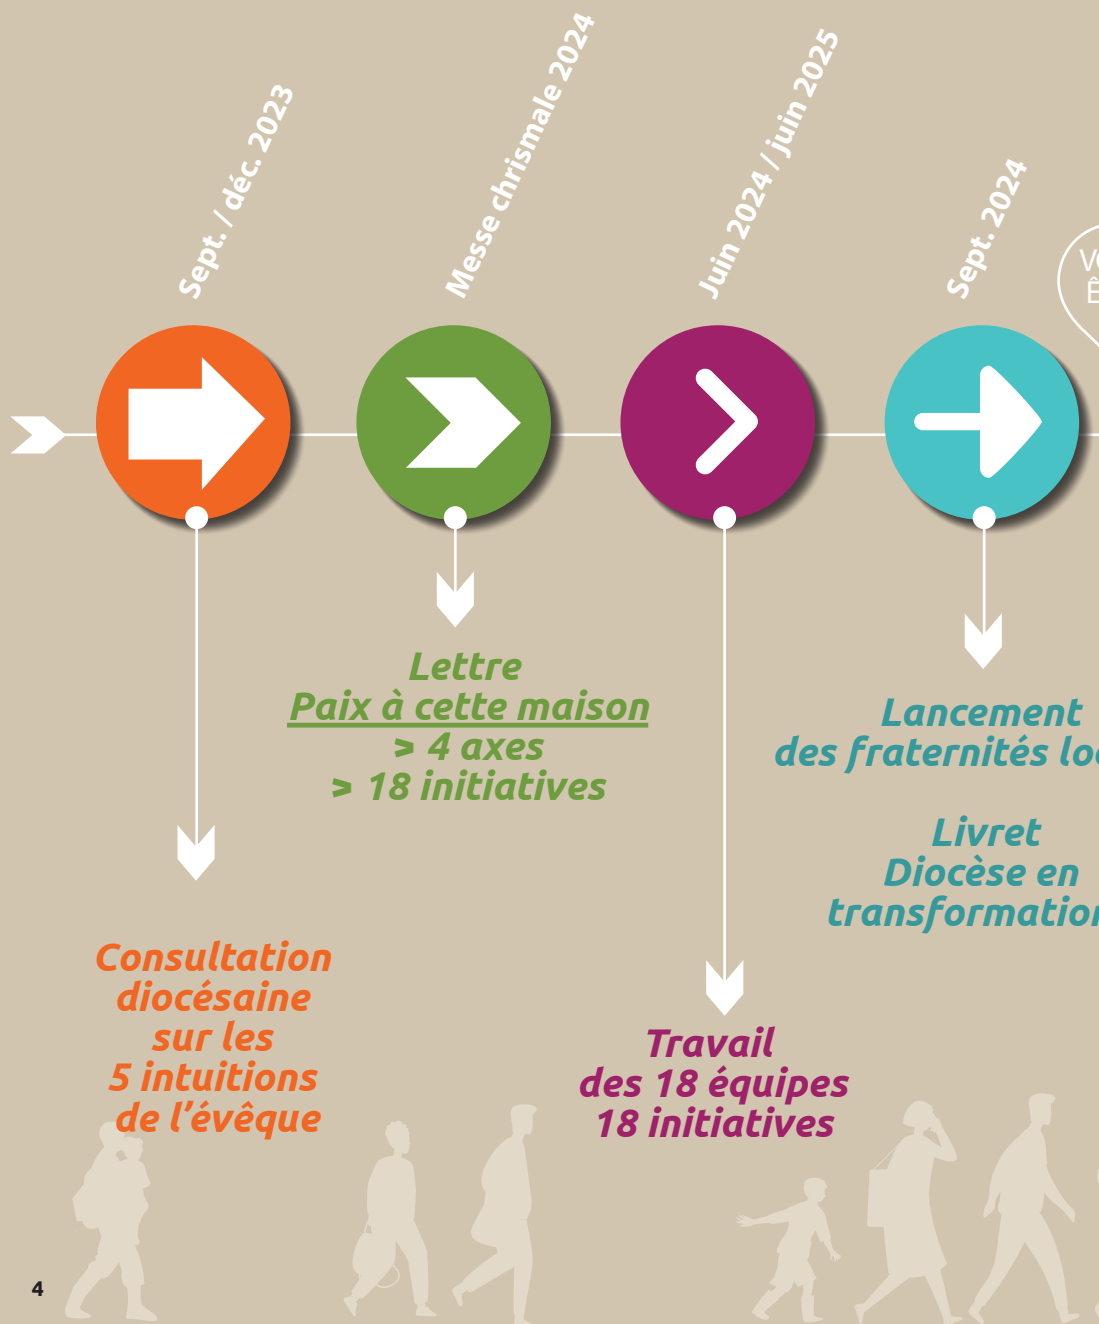 Sept. / déc. 2023
Messe chrismale 2024
Juin 2024 / juin 2025
Sept. 2024
Lettre
Paix à cette maison
> 4 axes
> 18 initiatives
Lancement
des fraternités
Livret
Diocèse en
Consultation
diocésaine
sur les
5 intuitions
de l’évêque
Travail
des 18 équipes
18 initiatives
4